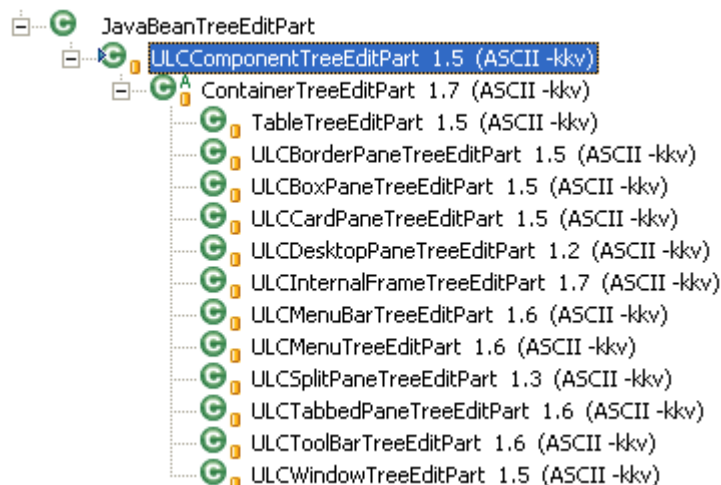 JavaBeanTreeEditPart
ULCComponentTreeEditPart 1.5 (ASCII -kkv)
ContainerTreeEditPart 1.7 (ASCII -kkv)
TableTreeEditPart 1.5 (ASCII -kkv)
ULCBorderPaneTreeEditPart 1.5 (ASCII -kkv)
ULCBoxPaneTreeEditPart 1.5 (ASCII -kkv)
ULCCardPaneTreeEditPart 1.5 (ASCII -kkv)
ULCDesktopPaneTreeEditPart 1.2 (ASCII -kkv)
ULCInternalFrameTreeEditPart 1.7 (ASCII -kkv)
ULCMenuBarTreeEditPart 1.6 (ASCII -kkv)
ULCMenuTreeEditPart 1.6 (ASCII -kkv)
ULCSplitPaneTreeEditPart 1.3 (ASCII -kkv)
ULCTabbedPaneTreeEditPart 1.6 (ASCII -kkv)
ULCToolBarTreeEditPart 1.6 (ASCII -kkv)
ULCWindowTreeEditPart 1.5 (ASCII -kkv)